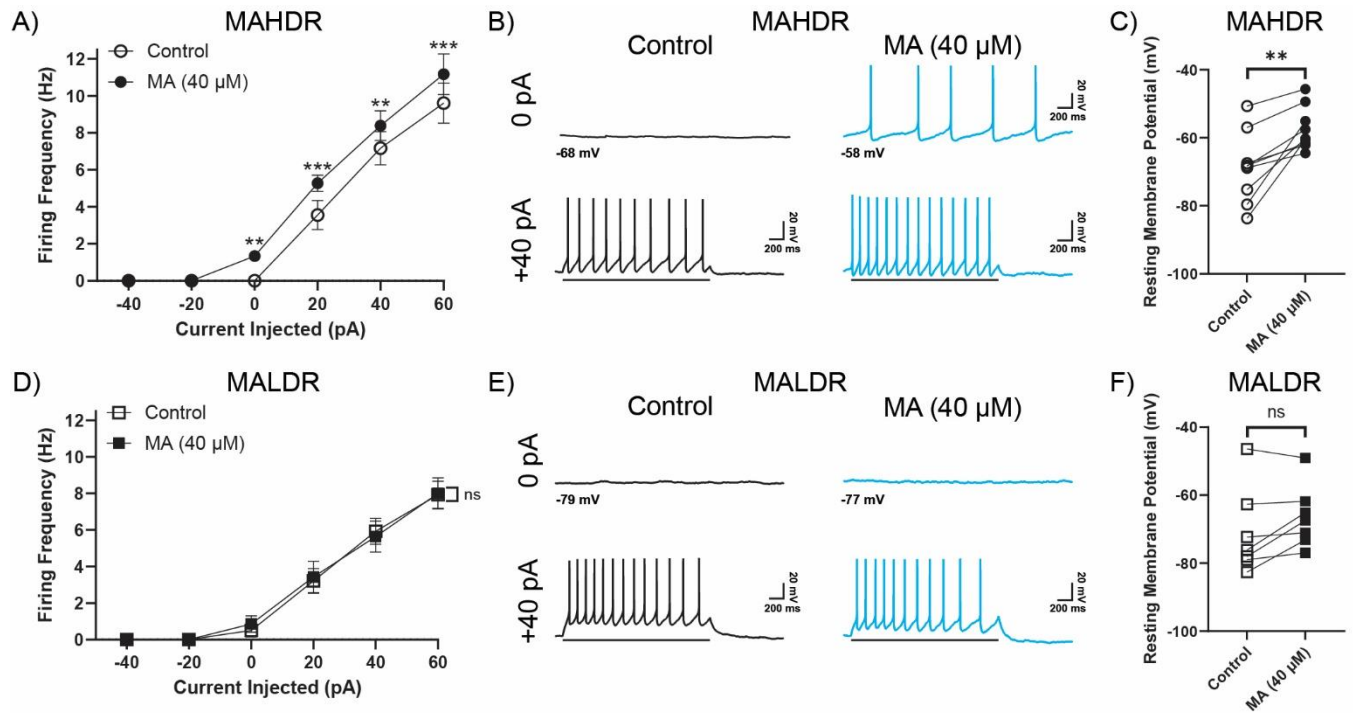 A) MAHDR
Control
MA (40 µM)
Firing Frequency (Hz)
12
10
8
6
4
2
0
** *** ** ***
-40 -20 0 20 40 60
Current Injected (pA)
B) MAHDR
Control MA (40 µM)
0 pA
-68 mV
-58 mV
20 mV
200 ms
+40 pA
20 mV
200 ms
20 mV
200 ms
C) MAHDR
**
Resting Membrane Potential (mV)
-40
-60
-80
-100
Control
MA (40 µM)
D) MALDR
Control
MA (40 µM)
Firing Frequency (Hz)
12
10
8
6
4
2
0
ns
-40 -20 0 20 40 60
Current Injected (pA)
E) MALDR
Control MA (40 µM)
0 pA
-79 mV
-77 mV
20 mV
200 ms
+40 pA
20 mV
200 ms
20 mV
200 ms
F) MALDR
ns
Resting Membrane Potential (mV)
-40
-60
-80
-100
Control
MA (40 µM)